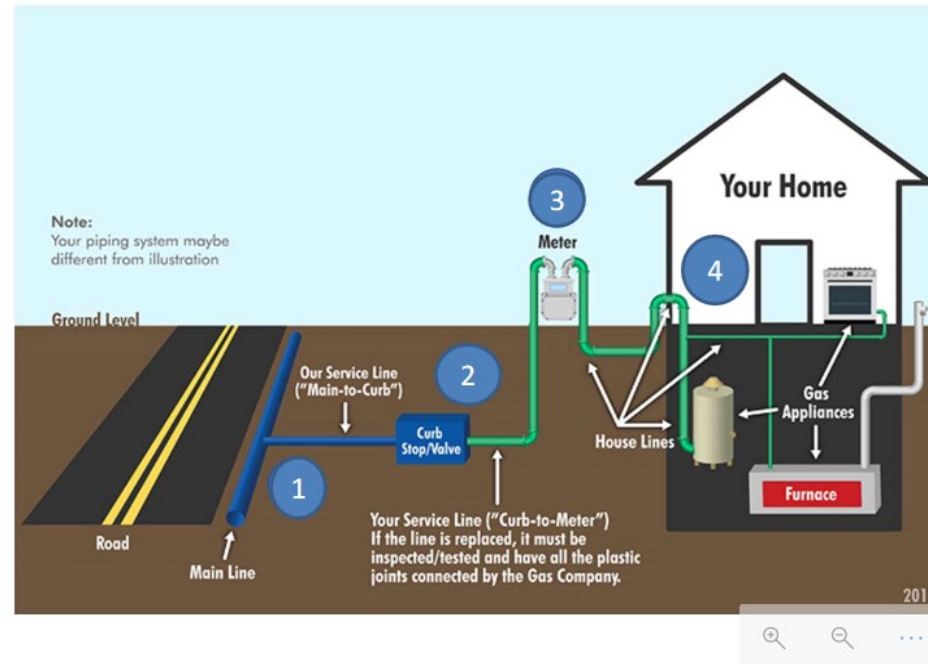 3
Your Home
Note:
Your piping system maybe
different from illustration
Meter
4
Ground Level
Our Service Line
("Main-to-Curb")
2
Curb
Stop/Valve
House Lines
Gas
Appliances
1
Furnace
Your Service Line ("Curb-to-Meter")
If the line is replaced, it must be
inspected/tested and have all the plastic
joints connected by the Gas Company.
Road
Main Line
201